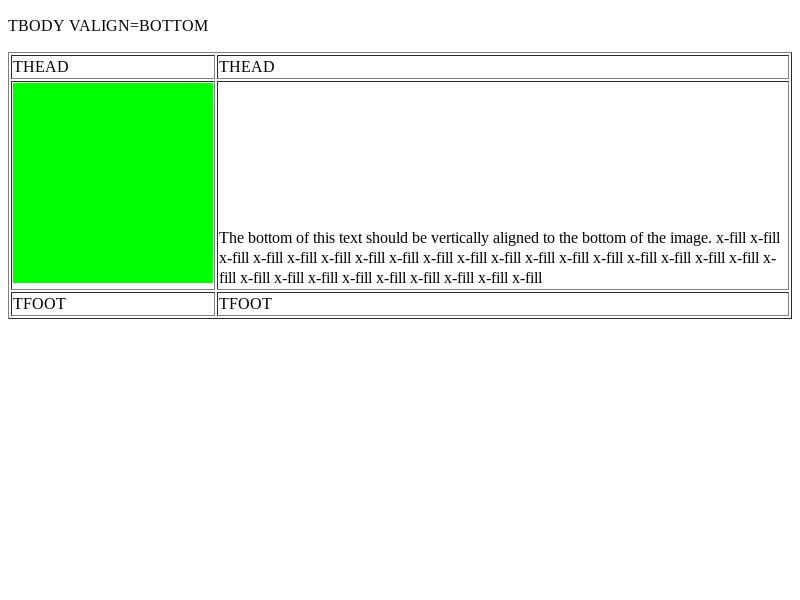 TBODY VALIGN=BOTTOM
THEAD THEAD
The bottom of this text should be vertically aligned to the bottom of the image. x-fill x-fill
x-fill x-fill x-fill x-fill x-fill x-fill x-fill x-fill x-fill x-fill x-fill x-fill x-fill x-fill x-fill x-fill x-
fill x-fill x-fill x-fill x-fill x-fill x-fill x-fill x-fill x-fill
TFOOT TFOOT